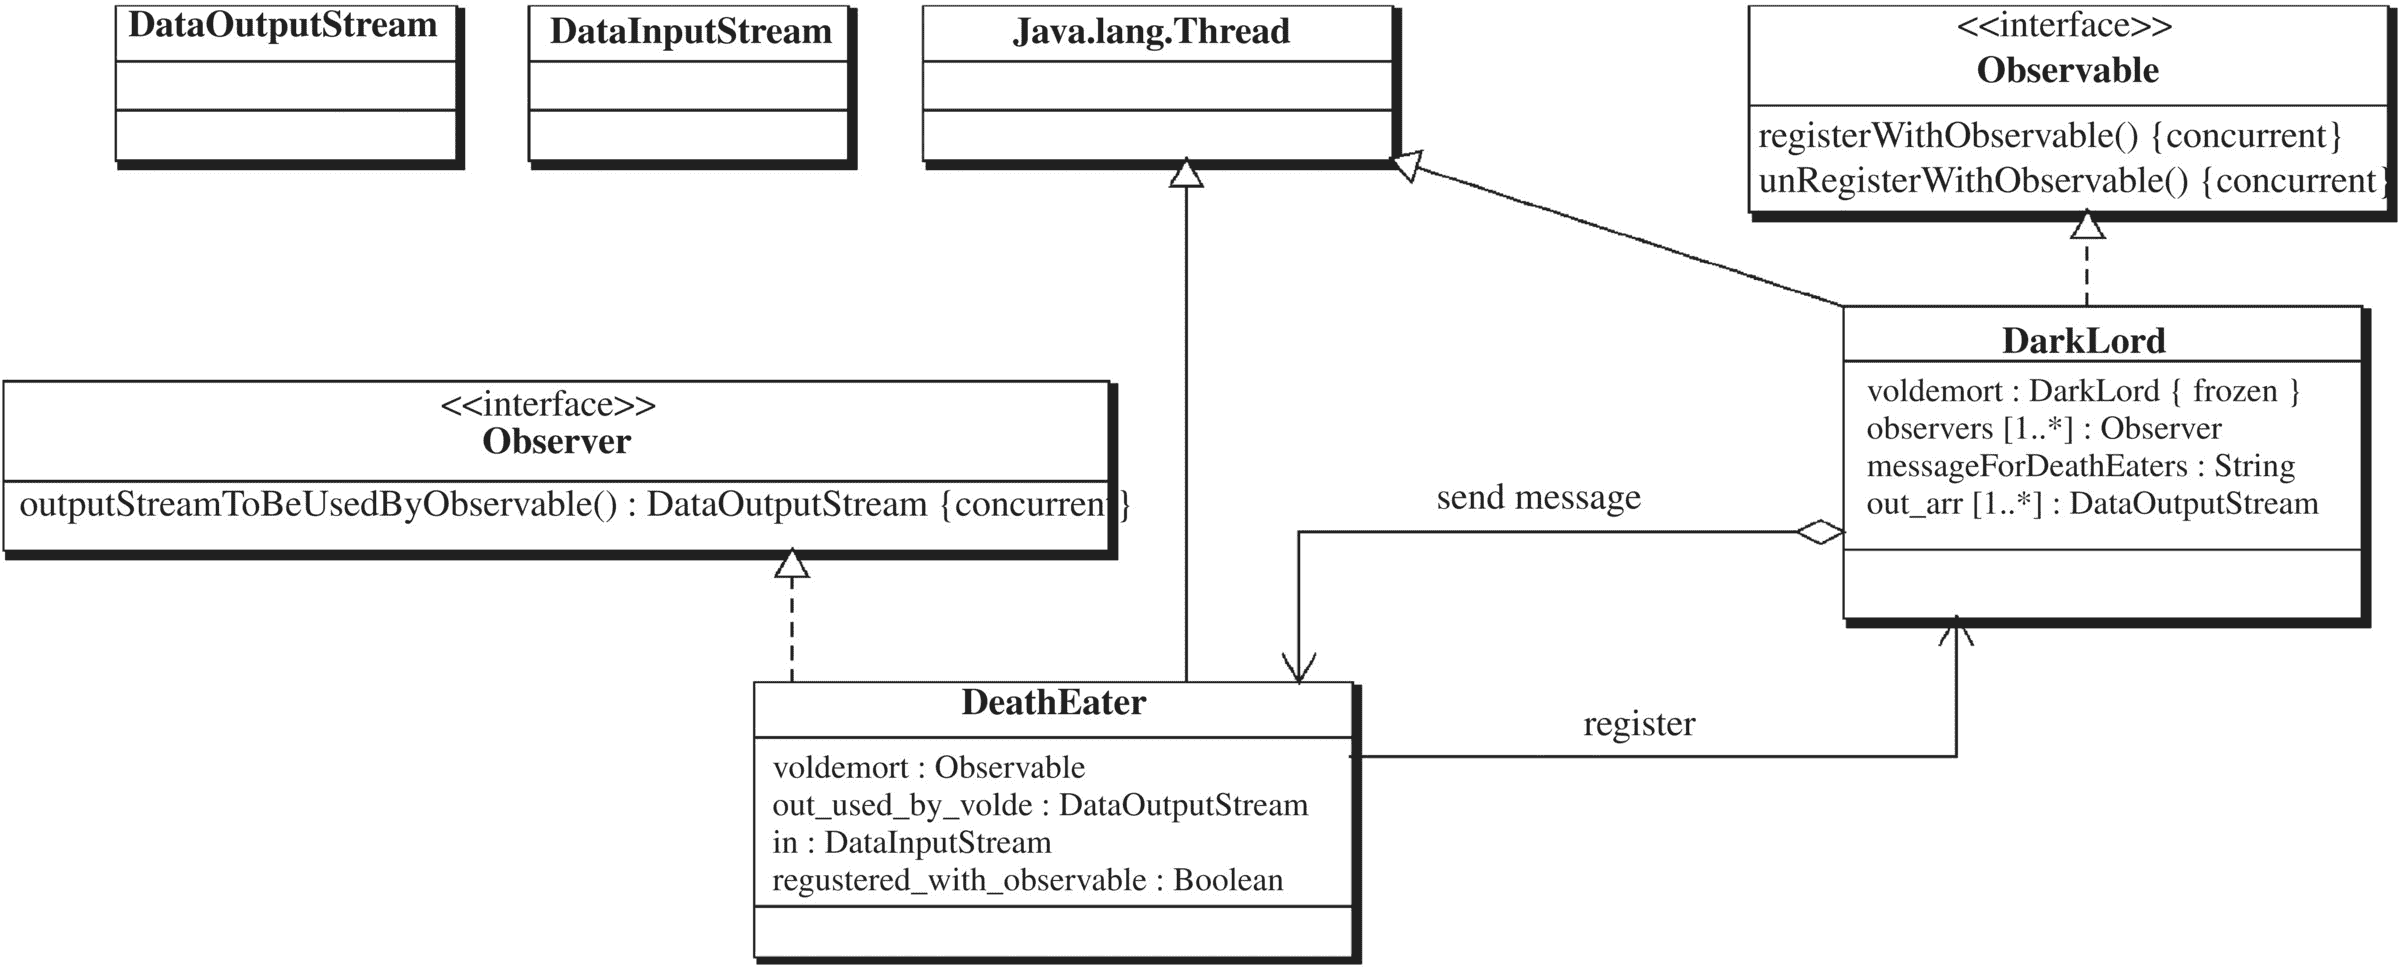 DataOutputStream
DataInputStream
Java.lang.Thread
<<interface>>
Observable
registerWithObservable() {concurrent}
unRegisterWithObservable() {concurrent}
DarkLord
voldemort : DarkLord { frozen }
observers [1..*] : Observer
messageForDeathEaters : String
out_arr [1..*] : DataOutputStream
<<interface>>
Observer
outputStreamToBeUsedByObservable() : DataOutputStream {concurrent}
send message
DeathEater
voldemort : Observable
out_used_by_volde : DataOutputStream
in : DataInputStream
regustered_with_observable : Boolean
register